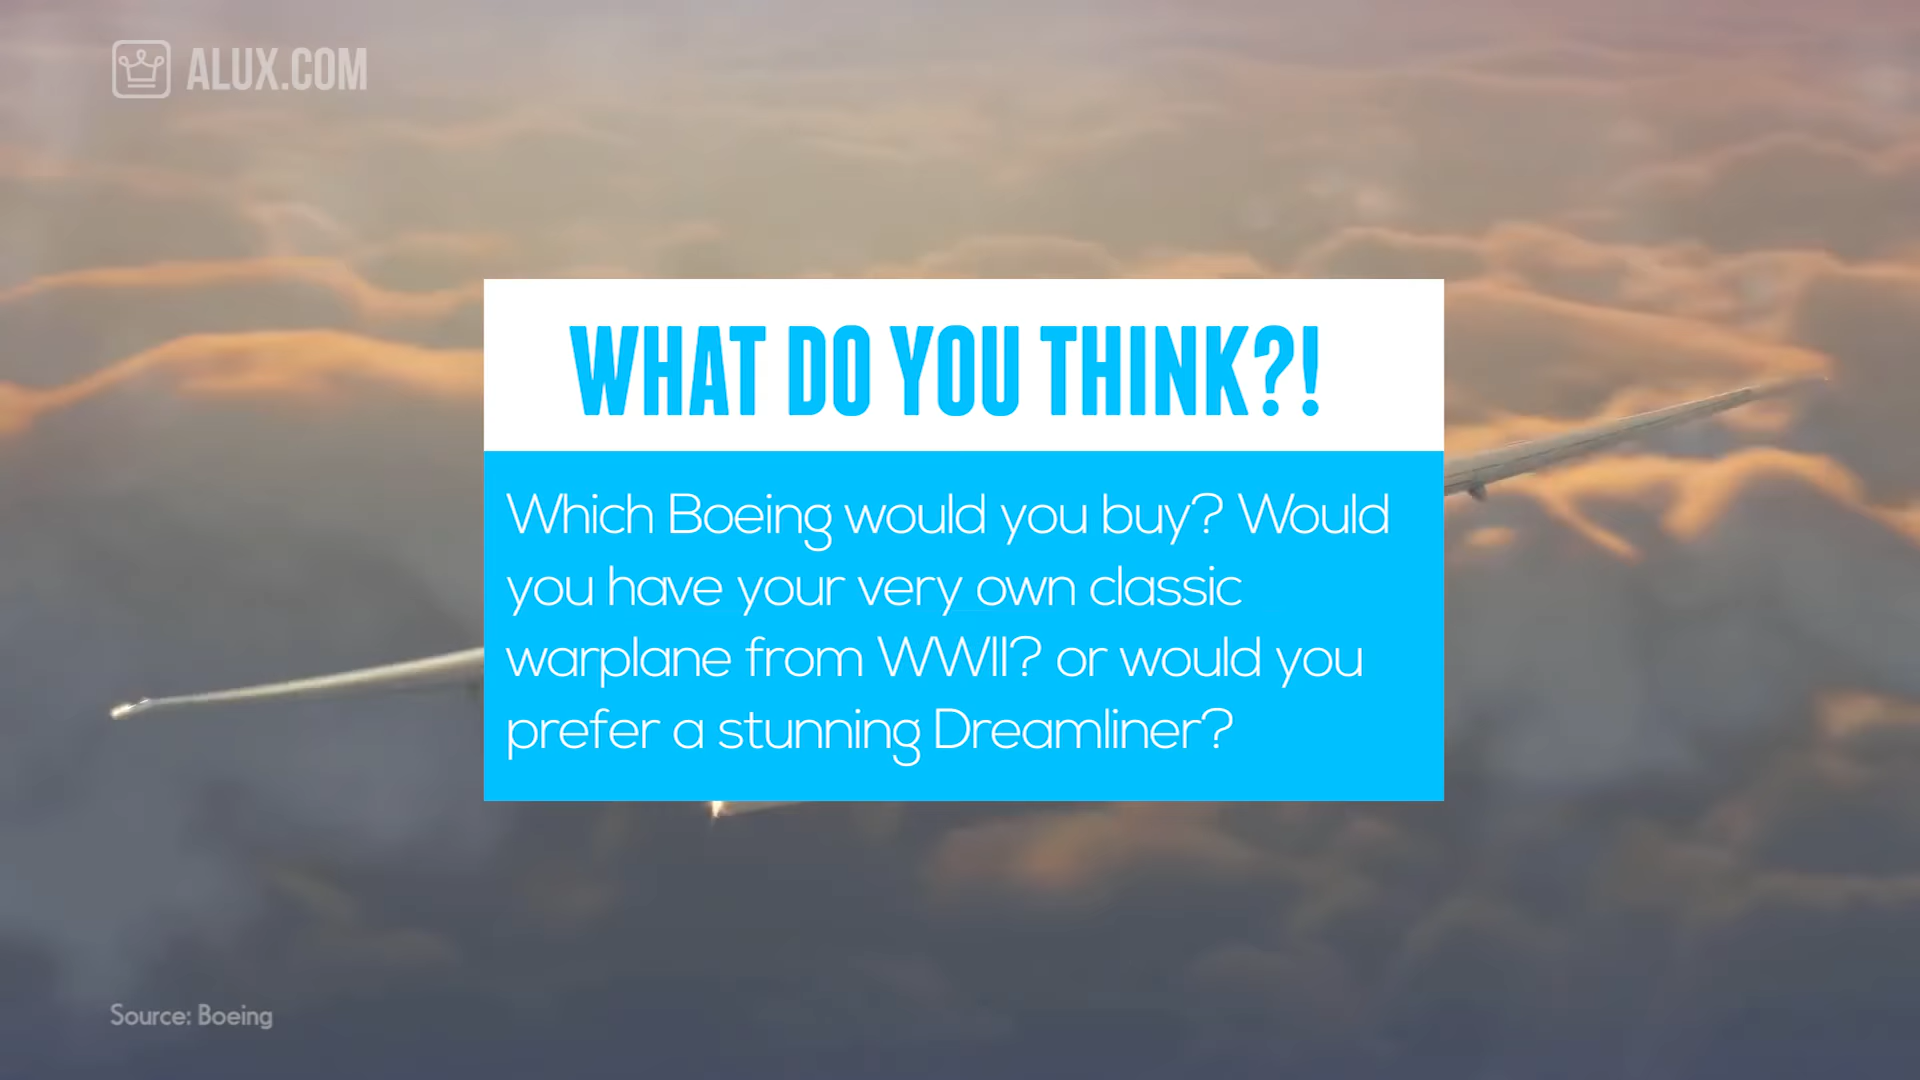 ALUX.COM
WHAT DO YOU THINK?!
Which Boeing would you buy? Would
you have your very own classic
warplane from WWII? or would you
prefer a stunning Dreamliner?
Source: Boeing